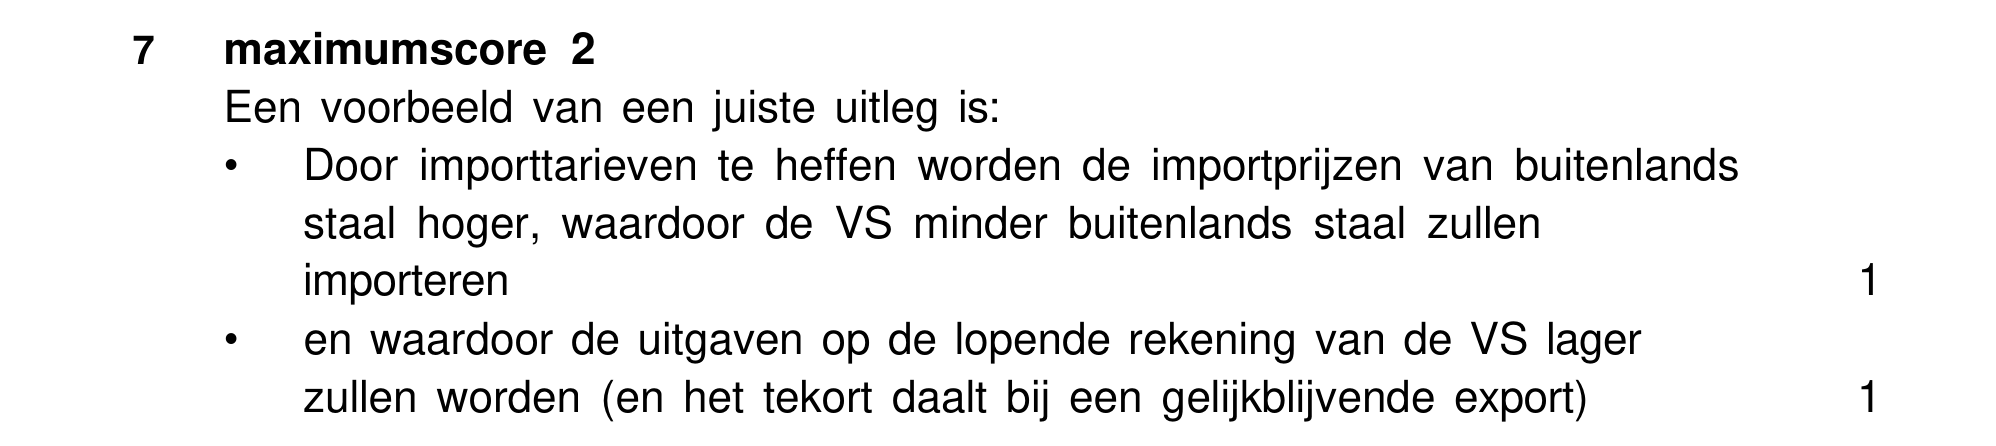 7 maximumscore 2
Een voorbeeld van een juiste uitleg is:
• Door importtarieven te heffen worden de importprijzen van buitenlands
staal hoger, waardoor de VS minder buitenlands staal zullen
importeren 1
• en waardoor de uitgaven op de lopende rekening van de VS lager
zullen worden (en het tekort daalt bij een gelijkblijvende export) 1